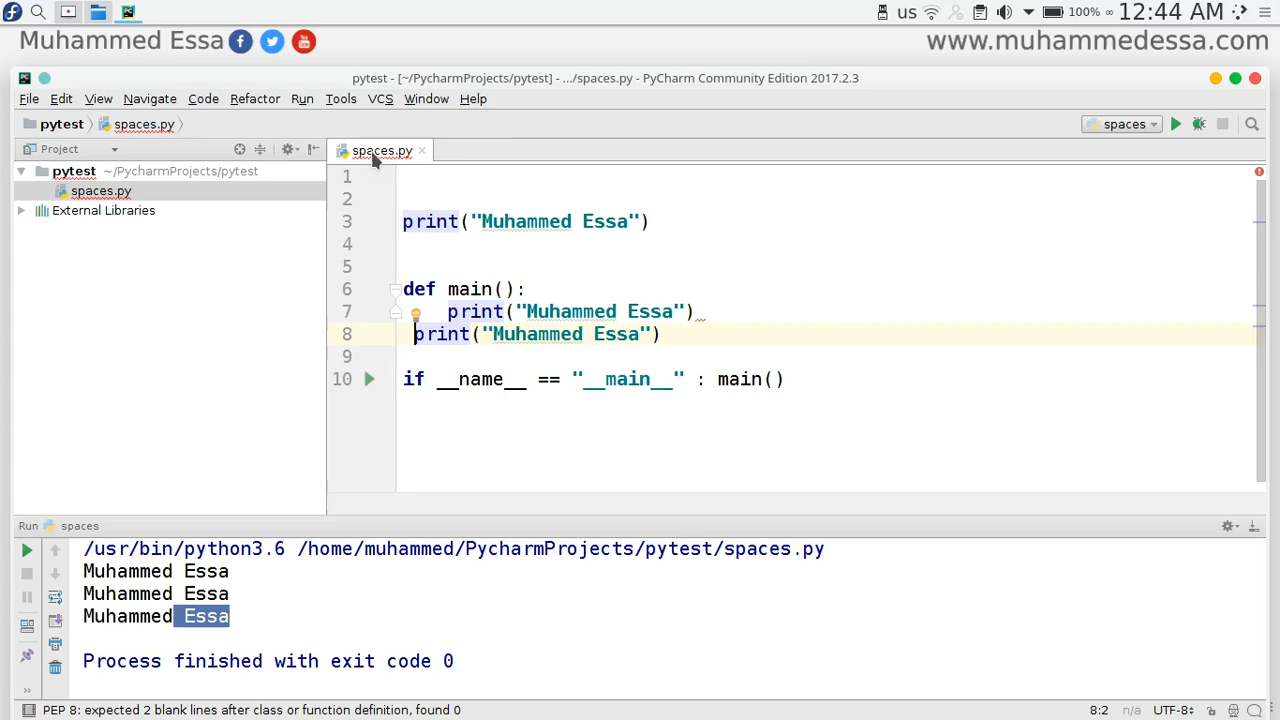 us 100% 12:44 AM
Muhammed Essa www.muhammedessa.com
pytest - [~/PycharmProjects/pytest] - .../spaces.py - PyCharm Community Edition 2017.2.3
File Edit View Navigate Code Refactor Run Tools VCS Window Help
pytest spaces.py spaces
Project spaces.py
pytest ~/PycharmProjects/pytest
spaces.py
External Libraries
1
2
3 print("Muhammed Essa")
4
5
6 def main():
7     print("Muhammed Essa")
8  print("Muhammed Essa")
9
10 if __name__ == "__main__" : main()
Run spaces
/usr/bin/python3.6 /home/muhammed/PycharmProjects/pytest/spaces.py
Muhammed Essa
Muhammed Essa
Muhammed Essa
Process finished with exit code 0
PEP 8: expected 2 blank lines after class or function definition, found 0 8:2 n/a UTF-8